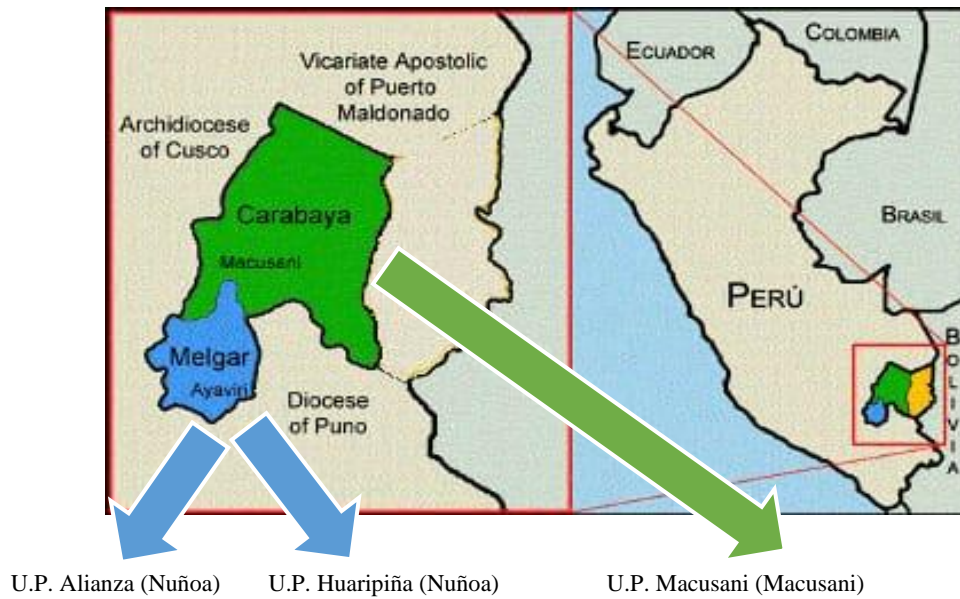 Vicariate Apostolic
of Puerto
Maldonado
Archidiocese
of Cusco
Carabaya
Macusani
Melgar
Ayaviri
Diocese
of Puno
ECUADOR
COLOMBIA
BRASIL
PERÚ
BOLIVIA
U.P. Alianza (Nuñoa)
U.P. Huaripiña (Nuñoa)
U.P. Macusani (Macusani)